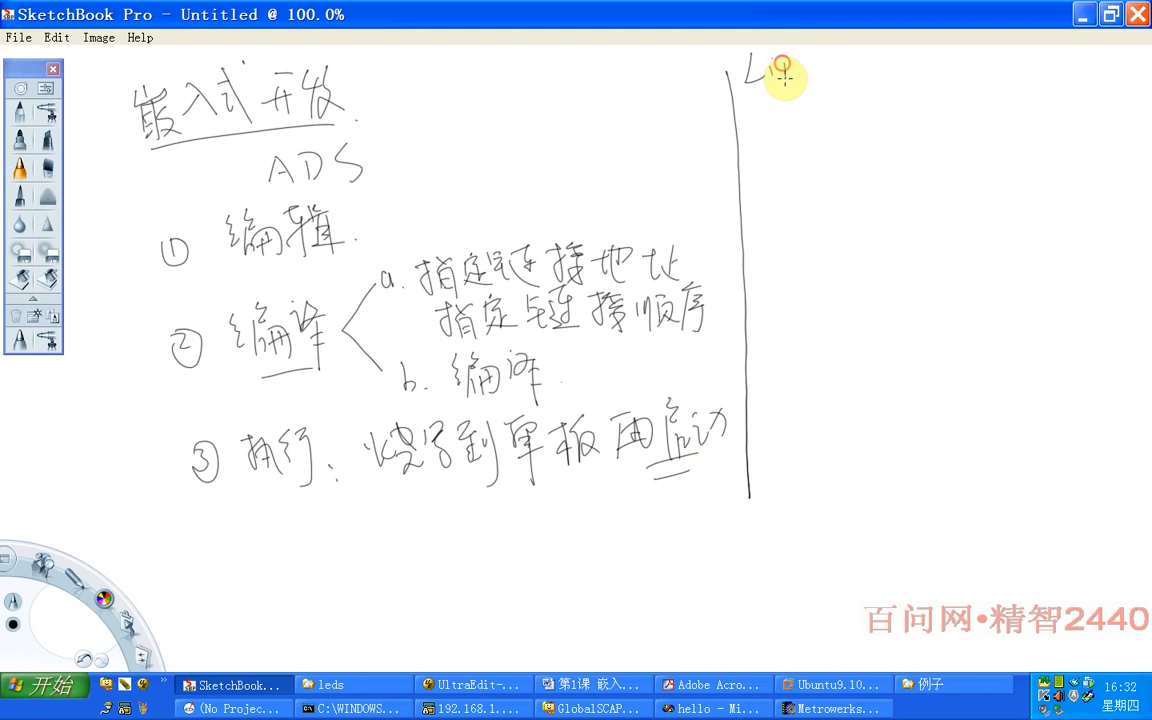 SketchBook Pro - Untitled @ 100.0%
File Edit Image Help
嵌入式开发
ADS
① 编辑
② 编译
a. 指定链接地址
指定链接顺序
b. 编译
③ 执行: 烧写到单板再启动
Li
百问网•精智2440
开始
SketchBook...
leds
UltraEdit-...
第1课 嵌入...
Adobe Acro...
Ubuntu9.10...
例子
16:32
(No Projec...
C:\WINDOWS...
192.168.1....
GlobalSCAP...
hello - Mi...
Metrowerks...
星期四